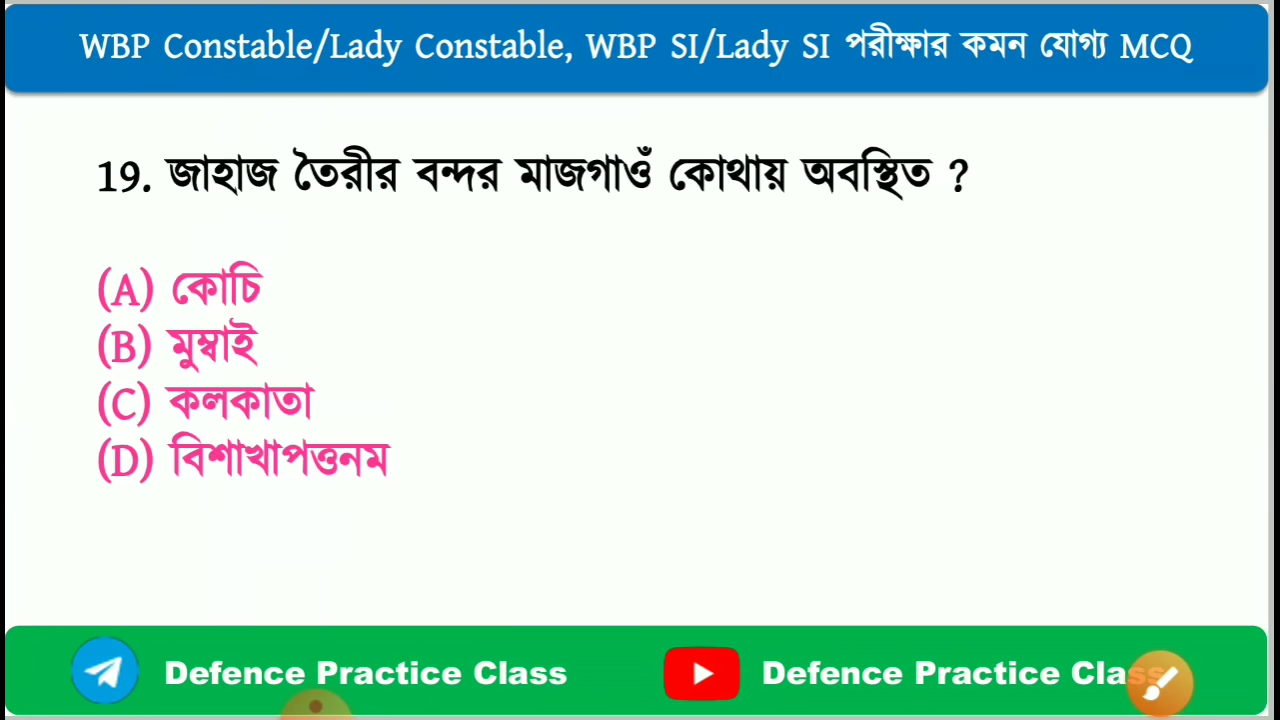 WBP Constable/Lady Constable, WBP SI/Lady SI পরীক্ষার কমন যোগ্য MCQ
19. জাহাজ তৈরীর বন্দর মাজগাওঁ কোথায় অবস্থিত ?
(A) কোচি
(B) মুম্বাই
(C) কলকাতা
(D) বিশাখাপত্তনম
Defence Practice Class
Defence Practice Class